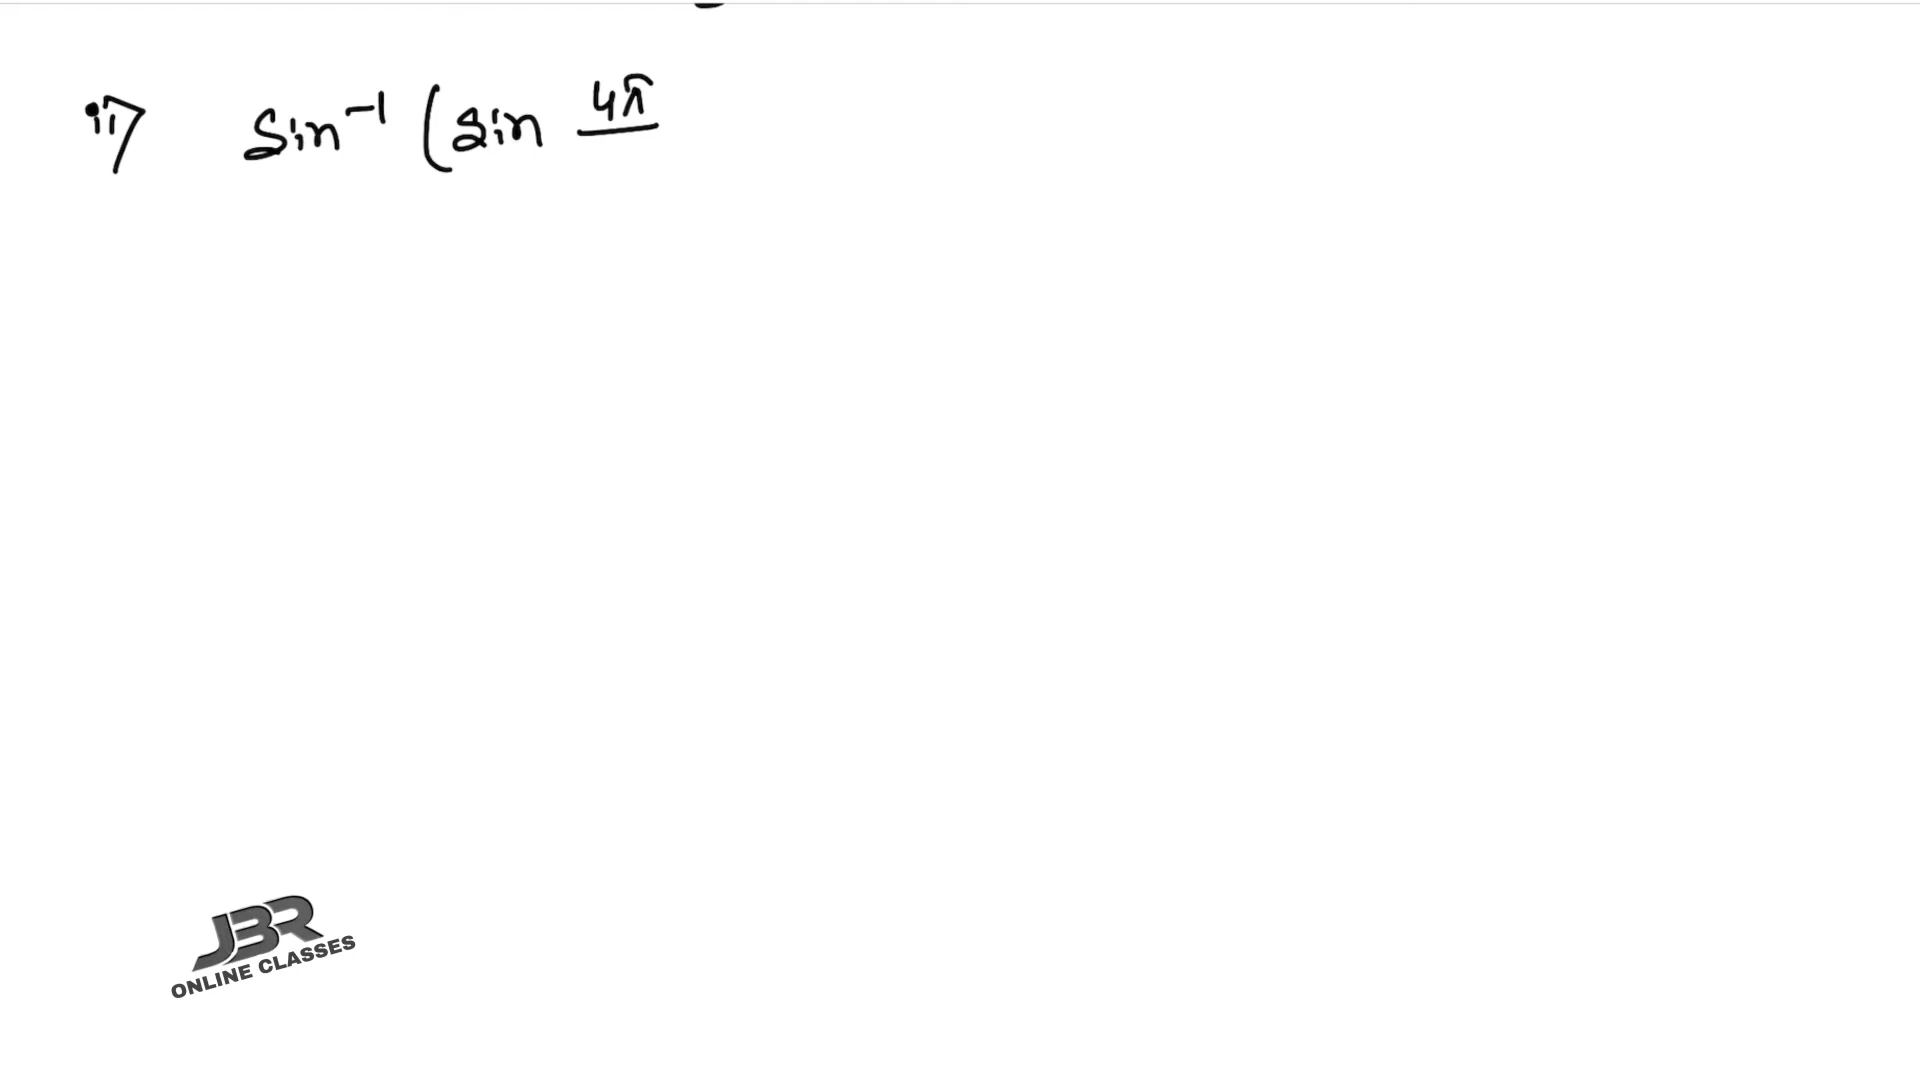 ii) Sin⁻¹ (sin 4π
JBR
ONLINE CLASSES